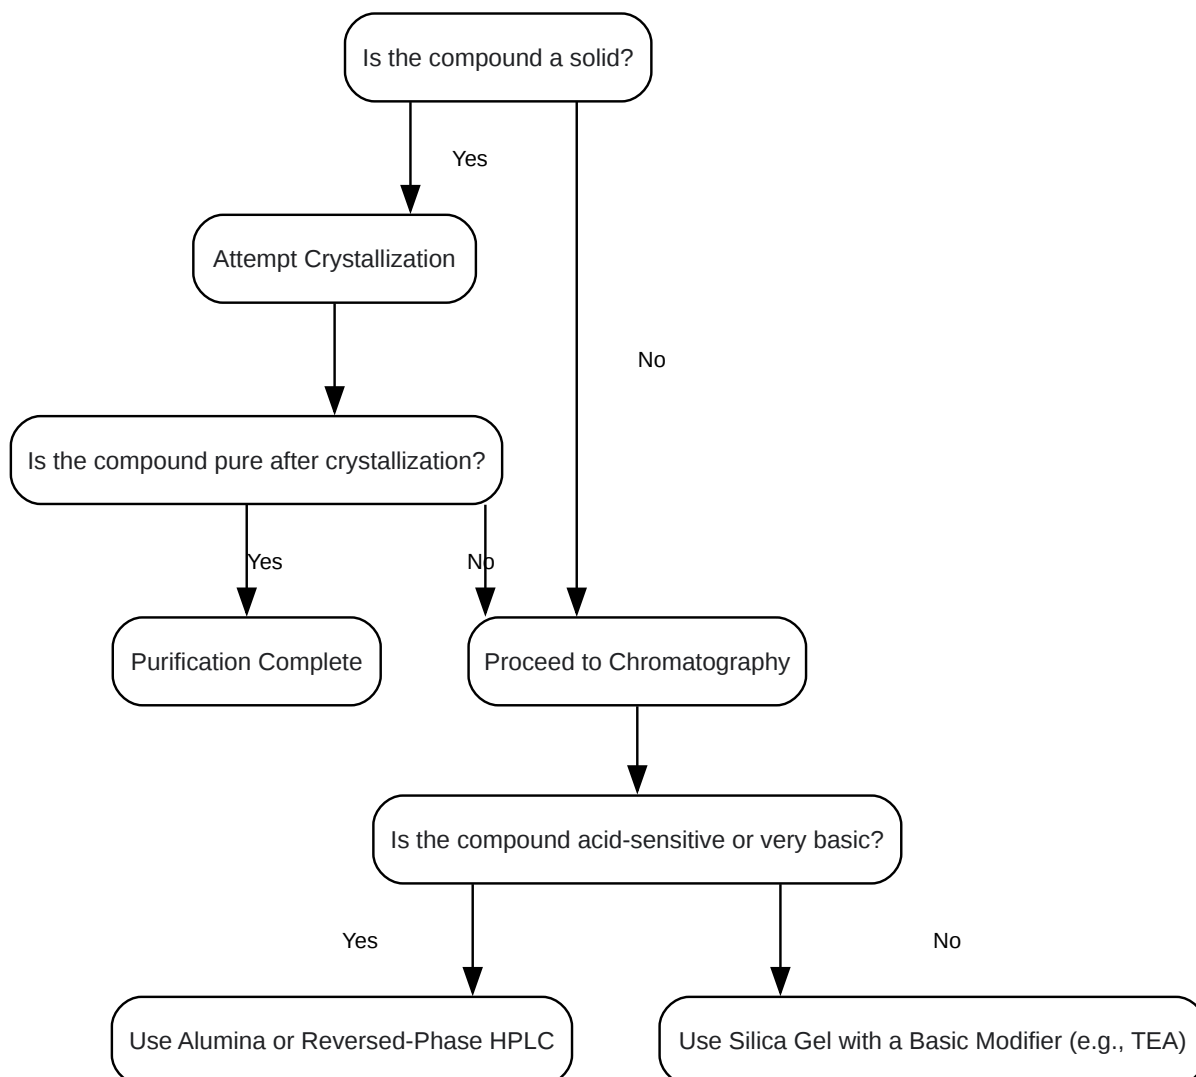 Is the compound a solid?
Yes
Attempt Crystallization
No
Is the compound pure after crystallization?
Yes
No
Purification Complete
Proceed to Chromatography
Is the compound acid-sensitive or very basic?
Yes
No
Use Alumina or Reversed-Phase HPLC
Use Silica Gel with a Basic Modifier (e.g., TEA)